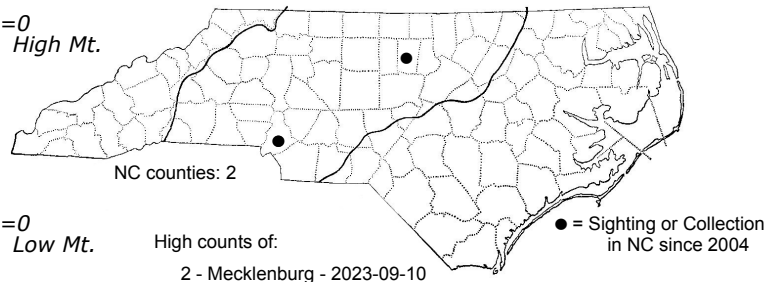 =0
High Mt.
NC counties: 2
=0
Low Mt.
High counts of:
2 - Mecklenburg - 2023-09-10
● = Sighting or Collection
in NC since 2004